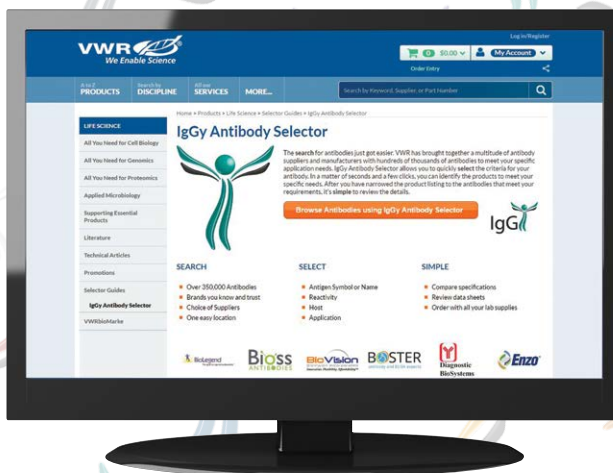 Log in/Register
VWR
We Enable Science
0 $0.00
My Account
Order Entry
A to Z
PRODUCTS
Search by
DISCIPLINE
All our
SERVICES
MORE...
Search by Keyword, Supplier, or Part Number
Home » Products » Life Science » Selector Guides » IgGy Antibody Selector
LIFE SCIENCE
All You Need for Cell Biology
All You Need for Genomics
All You Need for Proteomics
Applied Microbiology
Supporting Essential
Products
Literature
Technical Articles
Promotions
Selector Guides
IgGy Antibody Selector
VWRbioMarke
IgGy Antibody Selector
The search for antibodies just got easier. VWR has brought together a multitude of antibody
suppliers and manufacturers with hundreds of thousands of antibodies to meet your specific
application needs. IgGy Antibody Selector allows you to quickly select the criteria for your
antibody. In a matter of seconds and a few clicks, you can identify the products to meet your
specific needs. After you have narrowed the product listing to the antibodies that meet your
requirements, it's simple to review the details.
Browse Antibodies using IgGy Antibody Selector
IgG
SEARCH
Over 350,000 Antibodies
Brands you know and trust
Choice of Suppliers
One easy location
SELECT
Antigen Symbol or Name
Reactivity
Host
Application
SIMPLE
Compare specifications
Review data sheets
Order with all your lab supplies
BioLegend
Bioss
ANTIBODIES
BioVision
BOSTER
antibody and ELISA experts
Diagnostic
BioSystems
Enzo